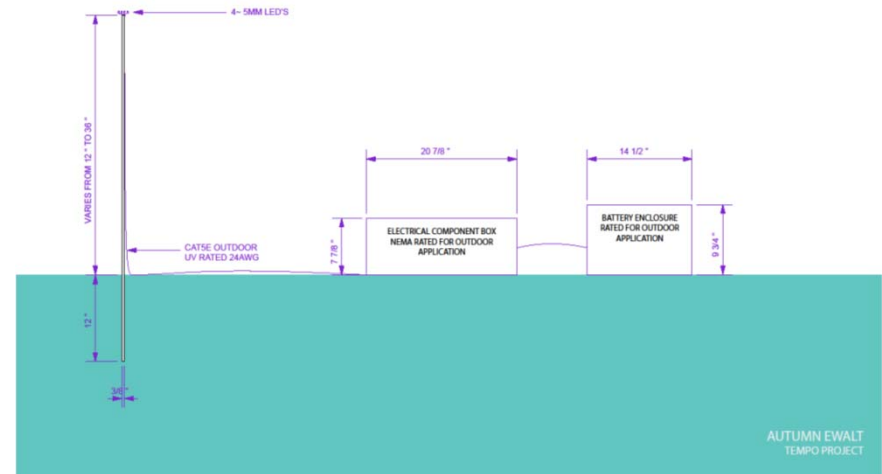 4~ 5MM LED'S
VARIES FROM 12 " TO 36 "
20 7/8 "
14 1/2 "
ELECTRICAL COMPONENT BOX
NEMA RATED FOR OUTDOOR
APPLICATION
BATTERY ENCLOSURE
RATED FOR OUTDOOR
APPLICATION
7 7/8 "
9 3/4 "
CAT5E OUTDOOR
UV RATED 24AWG
12 "
3/8 "
AUTUMN EWALT
TEMPO PROJECT